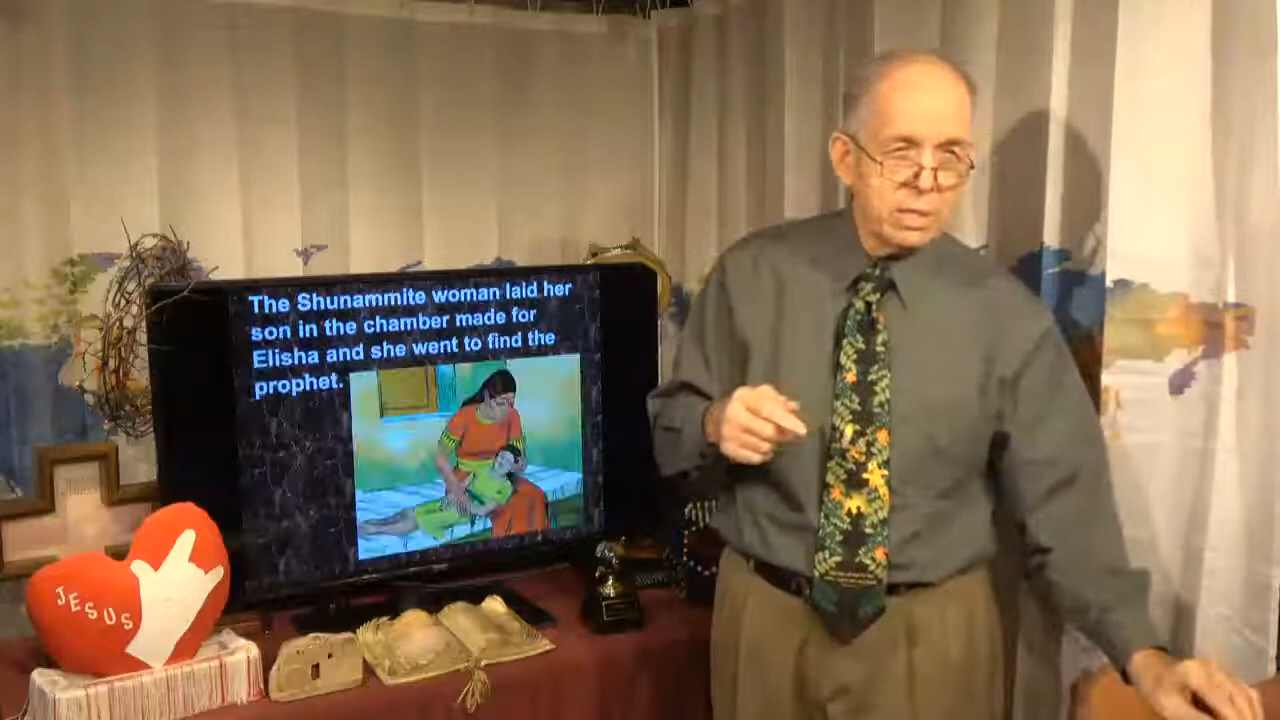 The Shunammite woman laid her
son in the chamber made for
Elisha and she went to find the
prophet.
JESUS